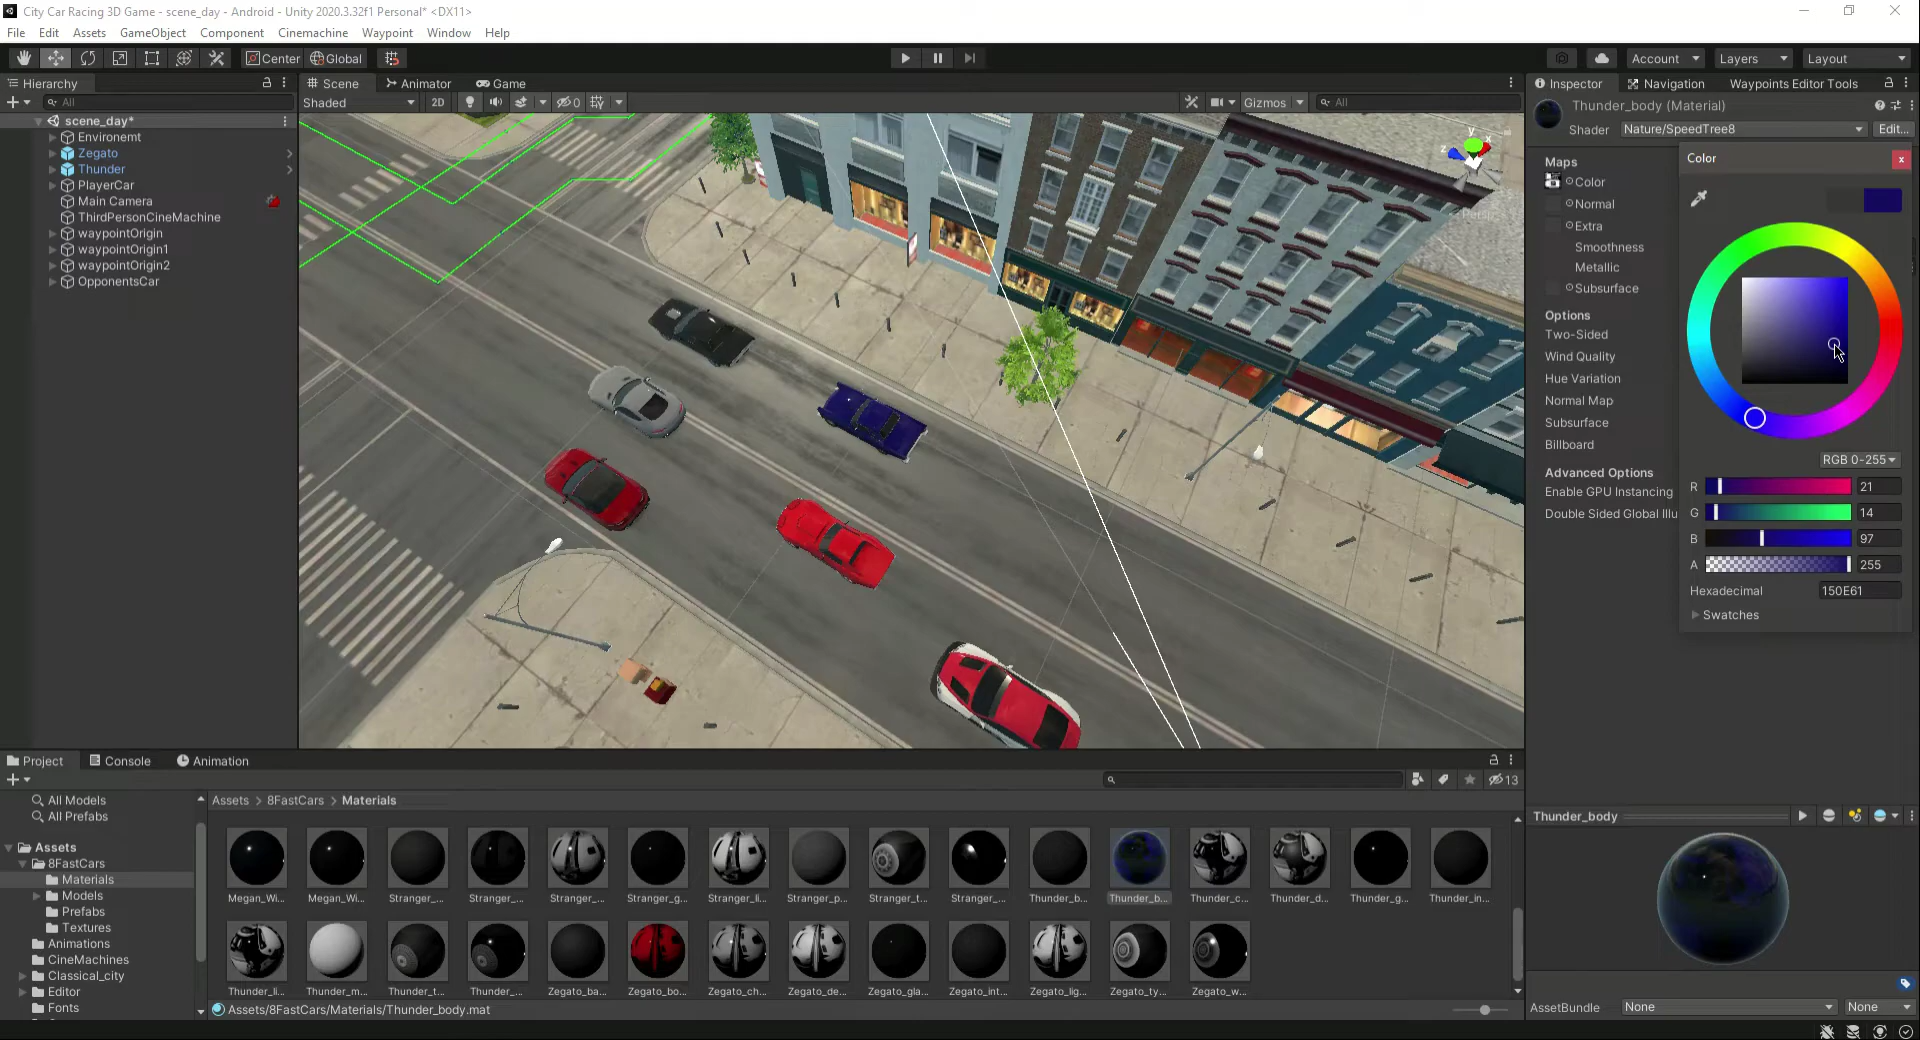 City Car Racing 3D Game - scene_day - Android - Unity 2020.3.32f1 Personal* <DX11>
File Edit Assets GameObject Component Cinemachine Waypoint Window Help
Center Global Account Layers Layout
Hierarchy Scene Animator Game Inspector Navigation Waypoints Editor Tools
All Shaded 2D 0 Gizmos All
Thunder_body (Material)
Shader Nature/SpeedTree8 Edit...
scene_day*
Environemt
Zegato
Thunder
PlayerCar
Main Camera
ThirdPersonCineMachine
waypointOrigin
waypointOrigin1
waypointOrigin2
OpponentsCar
y
x
z
Persp
Maps
Color
Normal
Extra
Smoothness
Metallic
Subsurface
Options
Two-Sided
Wind Quality
Hue Variation
Normal Map
Subsurface
Billboard
Advanced Options
Enable GPU Instancing
Double Sided Global Illu
Color x
RGB 0-255
R 21
G 14
B 97
A 255
Hexadecimal 150E61
Swatches
Project Console Animation
13
All Models
All Prefabs
Assets
8FastCars
Materials
Models
Prefabs
Textures
Animations
CineMachines
Classical_city
Editor
Fonts
Assets > 8FastCars > Materials
Megan_Wi... Megan_Wi... Stranger_... Stranger_... Stranger_... Stranger_g... Stranger_li... Stranger_p... Stranger_t... Stranger_... Thunder_b... Thunder_b... Thunder_c... Thunder_d... Thunder_g... Thunder_in...
Thunder_li... Thunder_m... Thunder_t... Thunder_... Zegato_ba... Zegato_bo... Zegato_ch... Zegato_de... Zegato_gla... Zegato_int... Zegato_lig... Zegato_ty... Zegato_w...
Assets/8FastCars/Materials/Thunder_body.mat
Thunder_body
AssetBundle None None